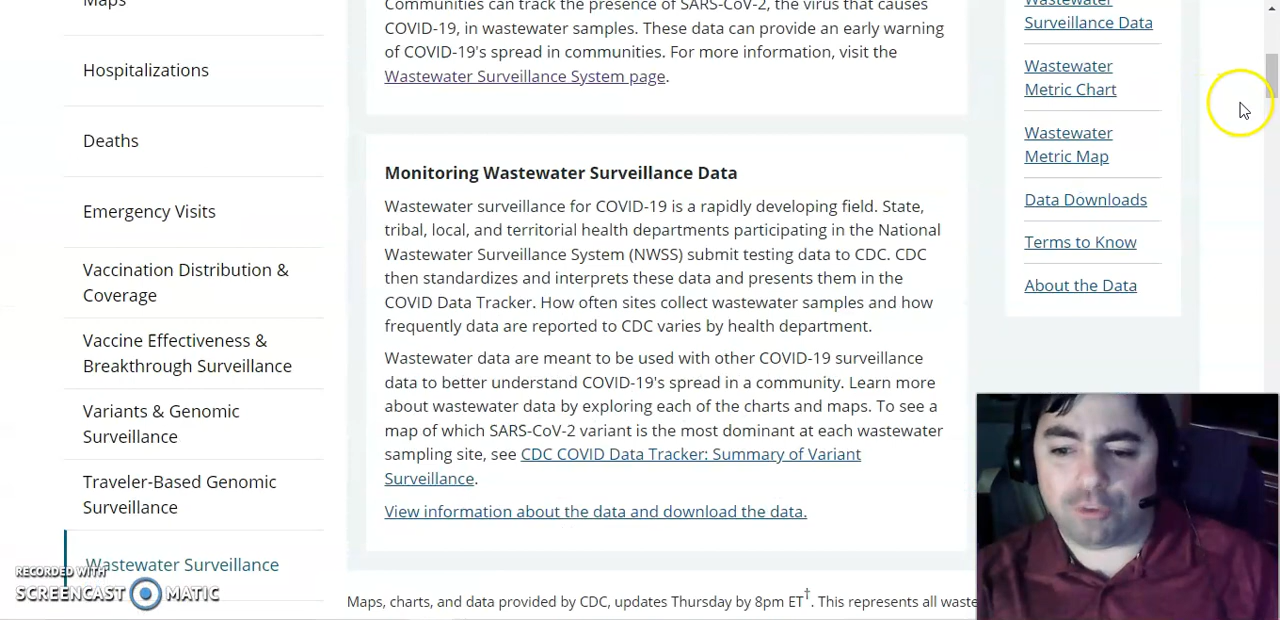 Maps
Hospitalizations
Deaths
Emergency Visits
Vaccination Distribution &
Coverage
Vaccine Effectiveness &
Breakthrough Surveillance
Variants & Genomic
Surveillance
Traveler-Based Genomic
Surveillance
Wastewater Surveillance
RECORDED WITH
SCREENCAST MATIC
Communities can track the presence of SARS-CoV-2, the virus that causes
COVID-19, in wastewater samples. These data can provide an early warning
of COVID-19's spread in communities. For more information, visit the
Wastewater Surveillance System page.
Monitoring Wastewater Surveillance Data
Wastewater surveillance for COVID-19 is a rapidly developing field. State,
tribal, local, and territorial health departments participating in the National
Wastewater Surveillance System (NWSS) submit testing data to CDC. CDC
then standardizes and interprets these data and presents them in the
COVID Data Tracker. How often sites collect wastewater samples and how
frequently data are reported to CDC varies by health department.
Wastewater data are meant to be used with other COVID-19 surveillance
data to better understand COVID-19's spread in a community. Learn more
about wastewater data by exploring each of the charts and maps. To see a
map of which SARS-CoV-2 variant is the most dominant at each wastewater
sampling site, see CDC COVID Data Tracker: Summary of Variant
Surveillance.
View information about the data and download the data.
Maps, charts, and data provided by CDC, updates Thursday by 8pm ET†. This represents all waste
Wastewater
Surveillance Data
Wastewater
Metric Chart
Wastewater
Metric Map
Data Downloads
Terms to Know
About the Data